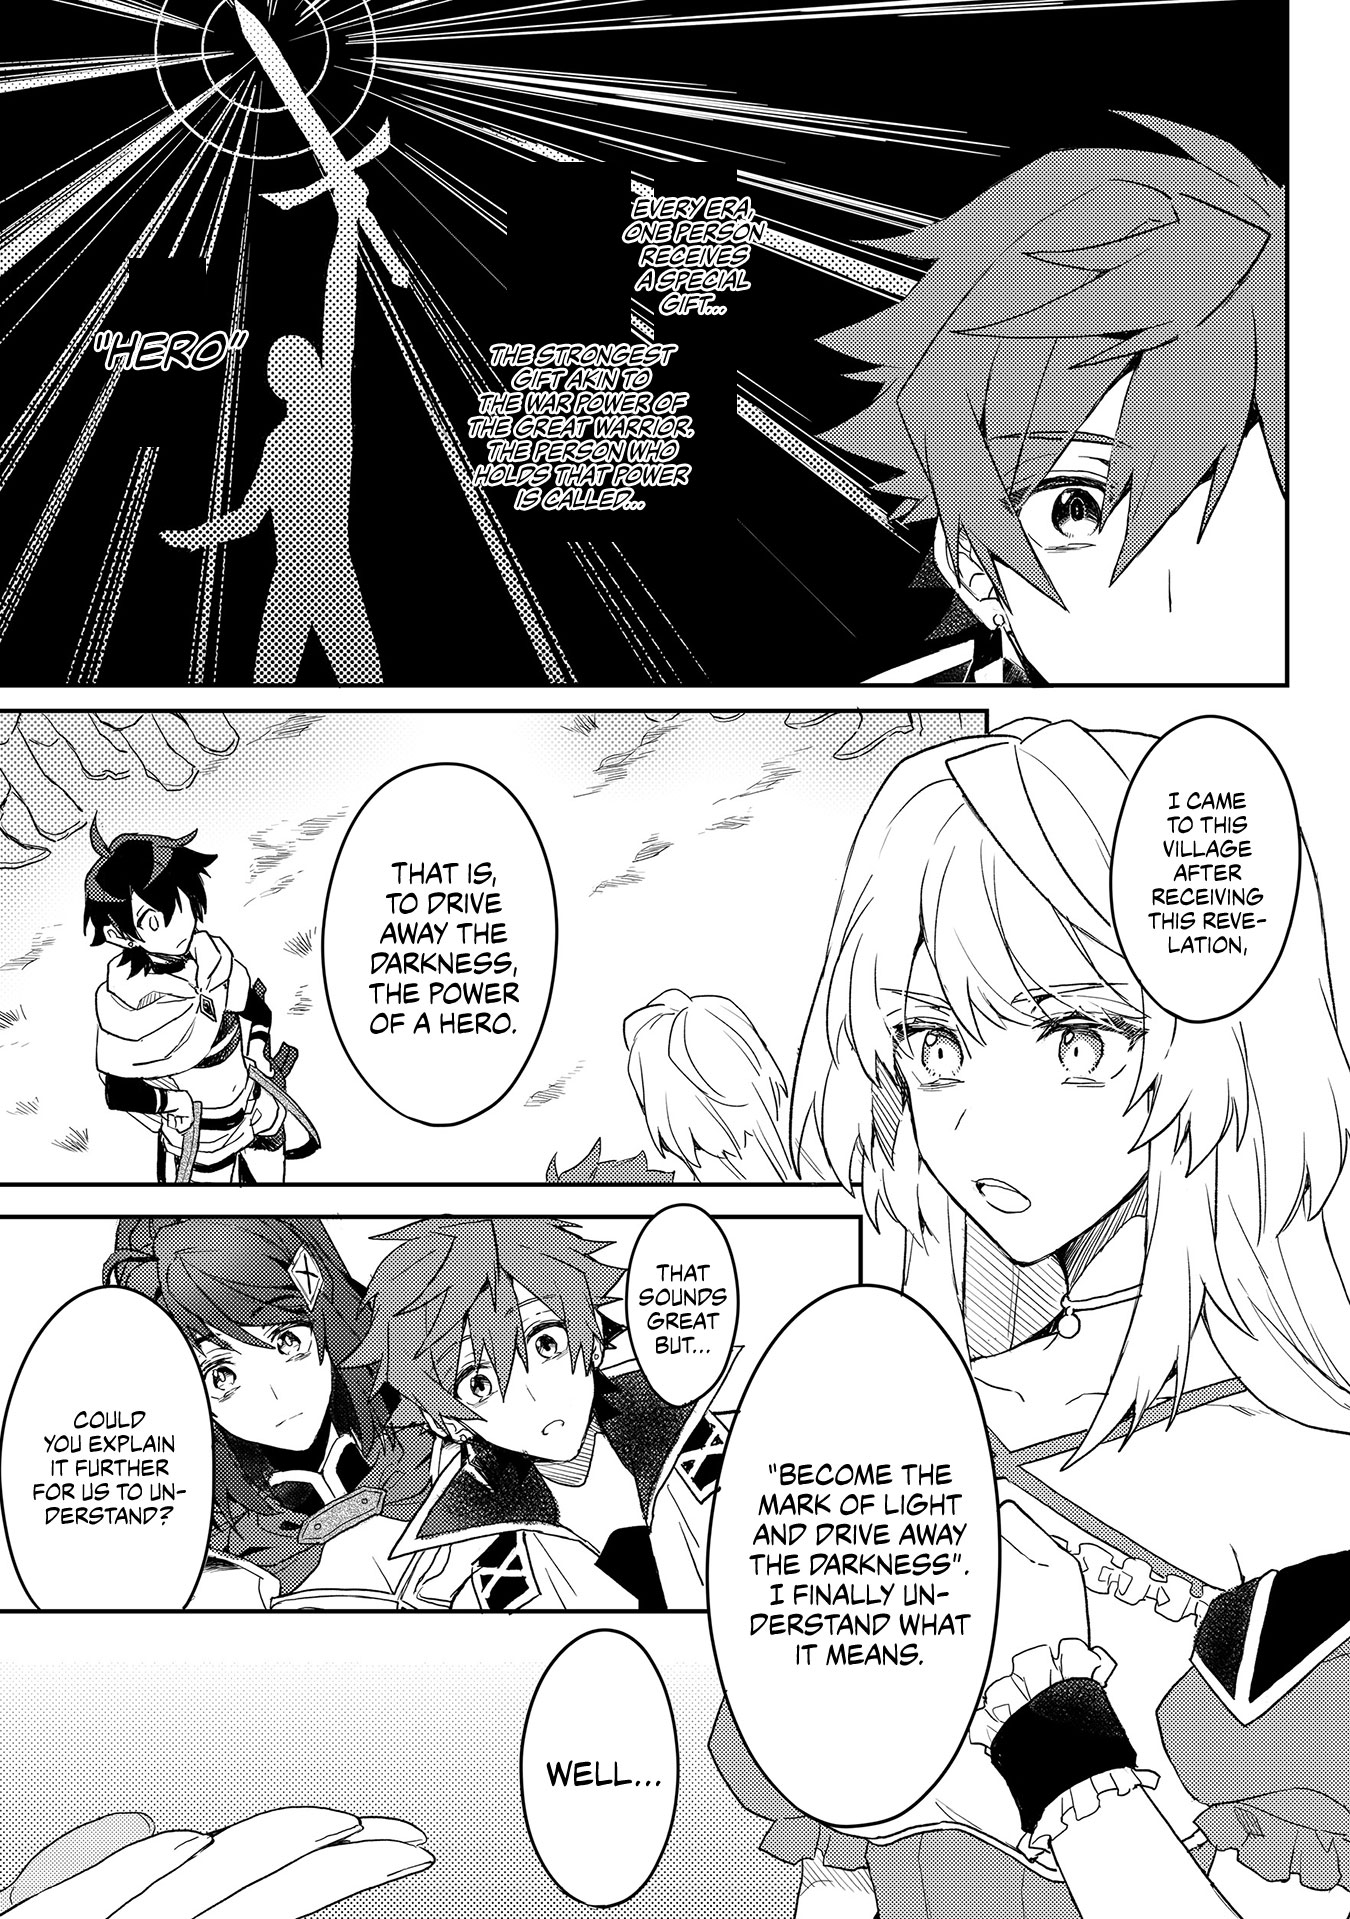 EVERY ERA,
ONE PERSON
RECEIVES
A SPECIAL
GIFT...
THE STRONGEST
GIFT AKIN TO
THE WAR POWER OF
THE GREAT WARRIOR.
THE PERSON WHO
HOLDS THAT POWER
IS CALLED...
"HERO"
I CAME
TO THIS
VILLAGE
AFTER
RECEIVING
THIS REVE-
LATION,
"BECOME THE
MARK OF LIGHT
AND DRIVE AWAY
THE DARKNESS".
I FINALLY UN-
DERSTAND WHAT
IT MEANS.
THAT IS,
TO DRIVE
AWAY THE
DARKNESS,
THE POWER
OF A HERO.
THAT
SOUNDS
GREAT
BUT...
COULD
YOU EXPLAIN
IT FURTHER
FOR US TO UN-
DERSTAND?
WELL...